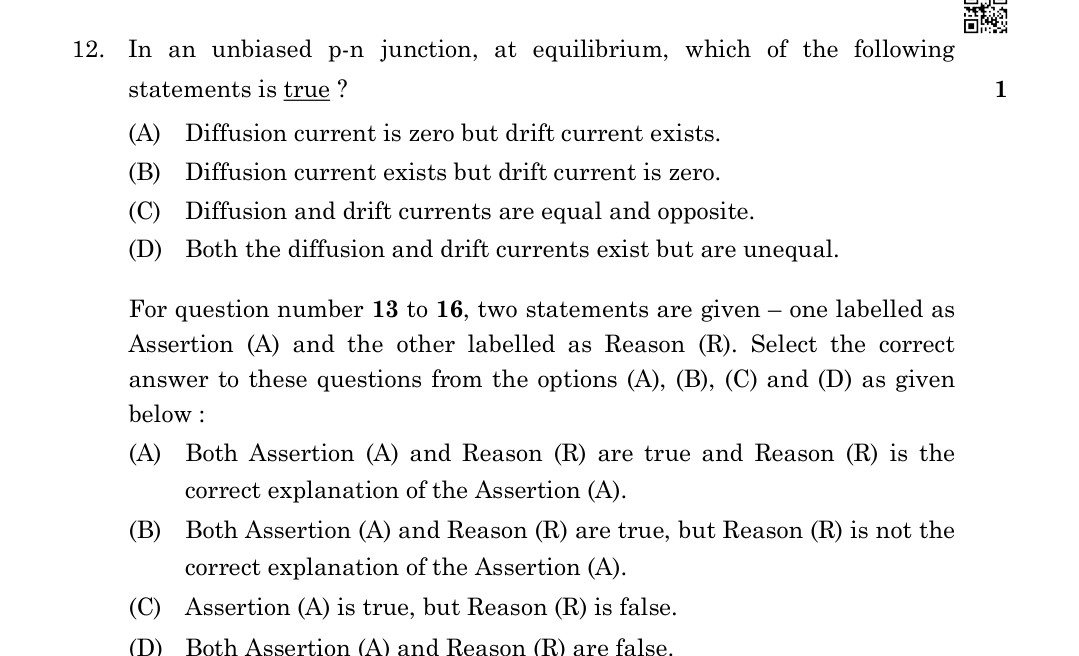 12. In an unbiased p-n junction, at equilibrium, which of the following
statements is true ? 1
(A) Diffusion current is zero but drift current exists.
(B) Diffusion current exists but drift current is zero.
(C) Diffusion and drift currents are equal and opposite.
(D) Both the diffusion and drift currents exist but are unequal.
For question number 13 to 16, two statements are given – one labelled as
Assertion (A) and the other labelled as Reason (R). Select the correct
answer to these questions from the options (A), (B), (C) and (D) as given
below :
(A) Both Assertion (A) and Reason (R) are true and Reason (R) is the
correct explanation of the Assertion (A).
(B) Both Assertion (A) and Reason (R) are true, but Reason (R) is not the
correct explanation of the Assertion (A).
(C) Assertion (A) is true, but Reason (R) is false.
(D) Both Assertion (A) and Reason (R) are false.